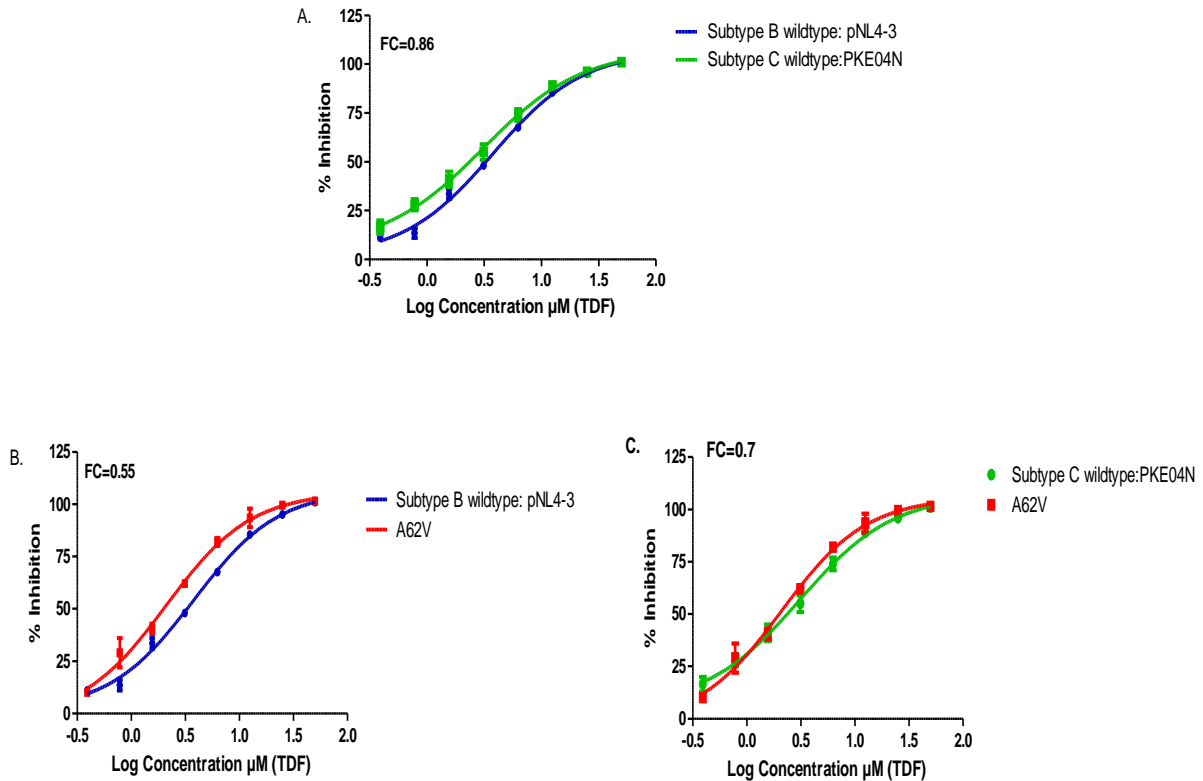 A.
FC=0.86
125
100
75
50
25
0
% Inhibition
-0.5 0.0 0.5 1.0 1.5 2.0
Log Concentration µM (TDF)
Subtype B wildtype: pNL4-3
Subtype C wildtype:PKE04N
B.
FC=0.55
125
100
75
50
25
0
% Inhibition
-0.5 0.0 0.5 1.0 1.5 2.0
Log Concentration µM (TDF)
Subtype B wildtype: pNL4-3
A62V
C.
FC=0.7
125
100
75
50
25
0
% Inhibition
-0.5 0.0 0.5 1.0 1.5 2.0
Log Concentration µM (TDF)
Subtype C wildtype:PKE04N
A62V